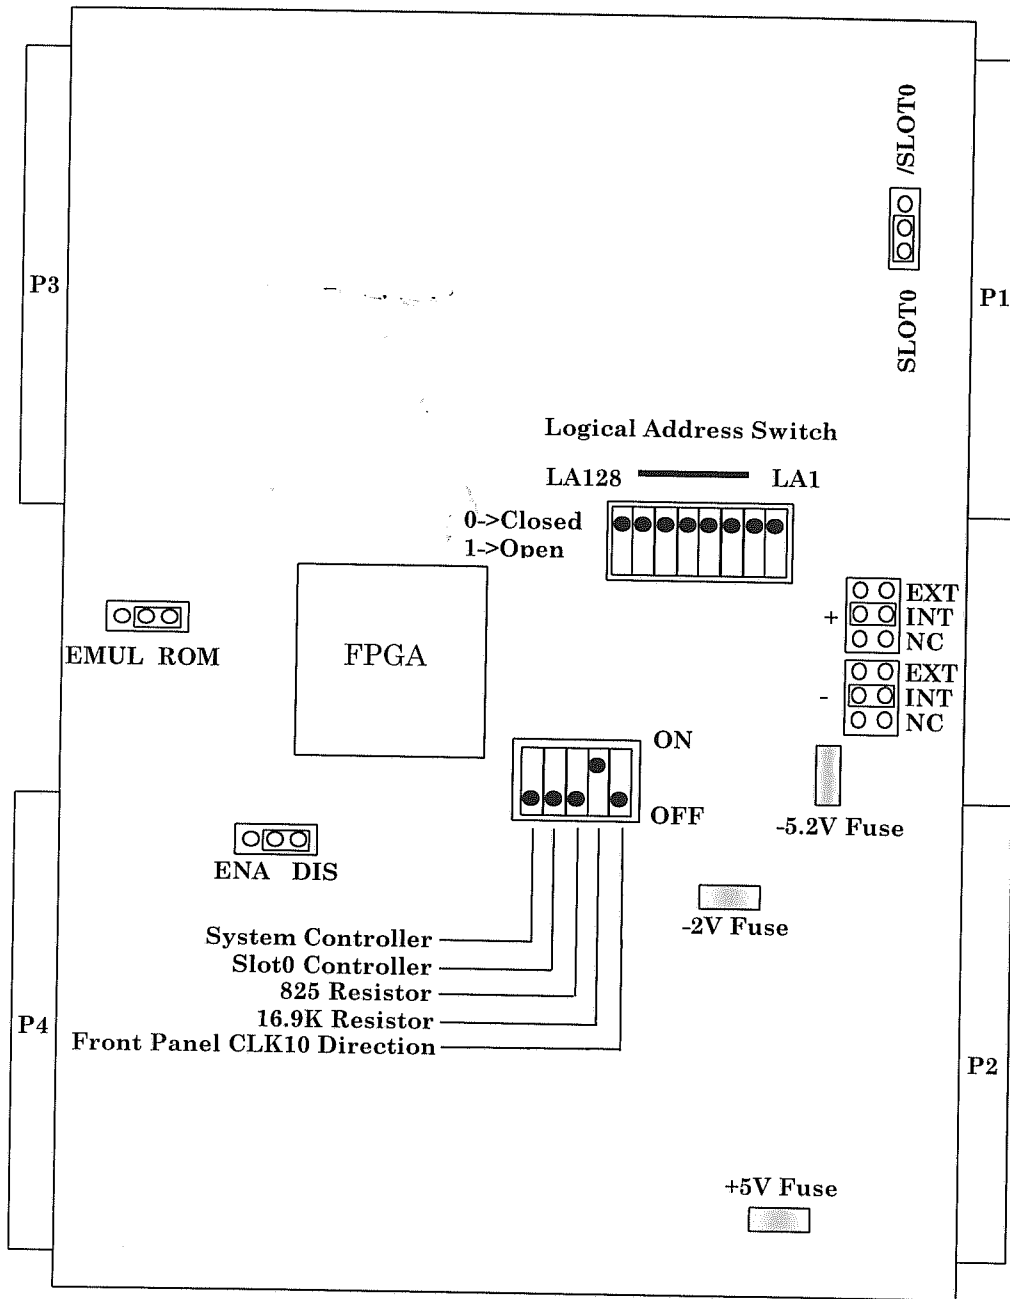 /SLOT0
P3
P1
SLOT0
Logical Address Switch
LA128 LA1
0->Closed
1->Open
EXT
+ INT
NC
EMUL ROM
FPGA
EXT
- INT
NC
ON
OFF
-5.2V Fuse
ENA DIS
-2V Fuse
System Controller
Slot0 Controller
825 Resistor
16.9K Resistor
Front Panel CLK10 Direction
P4
P2
+5V Fuse